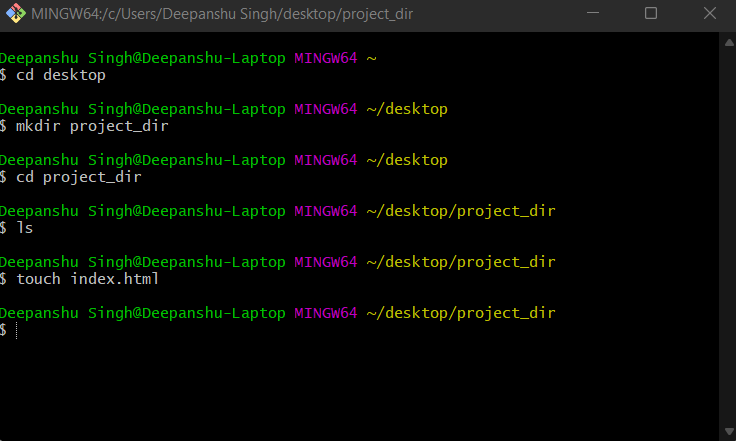 MINGW64:/c/Users/Deepanshu Singh/desktop/project_dir
Deepanshu Singh@Deepanshu-Laptop MINGW64 ~
$ cd desktop
Deepanshu Singh@Deepanshu-Laptop MINGW64 ~/desktop
$ mkdir project_dir
Deepanshu Singh@Deepanshu-Laptop MINGW64 ~/desktop
$ cd project_dir
Deepanshu Singh@Deepanshu-Laptop MINGW64 ~/desktop/project_dir
$ ls
Deepanshu Singh@Deepanshu-Laptop MINGW64 ~/desktop/project_dir
$ touch index.html
Deepanshu Singh@Deepanshu-Laptop MINGW64 ~/desktop/project_dir
$